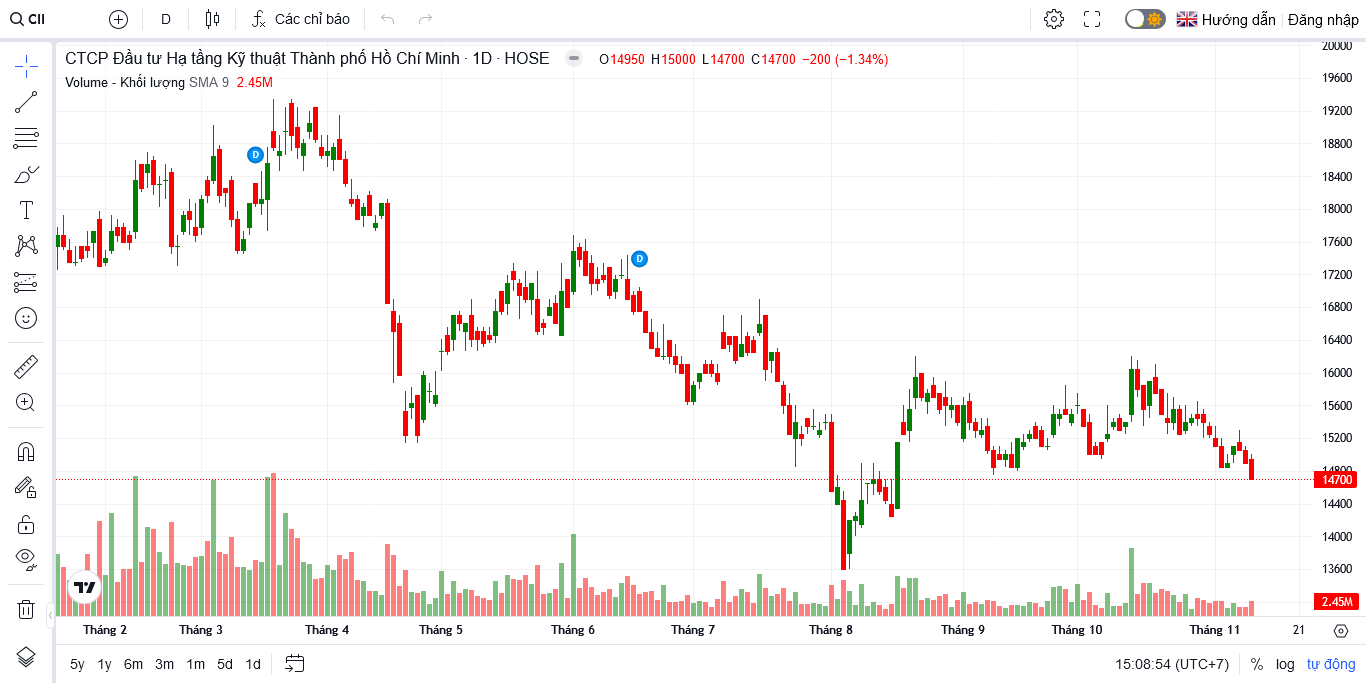 CII
D
Các chỉ báo
Hướng dẫn
Đăng nhập
CTCP Đầu tư Hạ tầng Kỹ thuật Thành phố Hồ Chí Minh · 1D · HOSE
O14950 H15000 L14700 C14700 −200 (−1.34%)
Volume - Khối lượng SMA 9 2.45M
D
D
20000
19600
19200
18800
18400
18000
17600
17200
16800
16400
16000
15600
15200
14800
14700
14400
14000
13600
2.45M
Tháng 2 Tháng 3 Tháng 4 Tháng 5 Tháng 6 Tháng 7 Tháng 8 Tháng 9 Tháng 10 Tháng 11 21
5y 1y 6m 3m 1m 5d 1d
15:08:54 (UTC+7) % log tự động